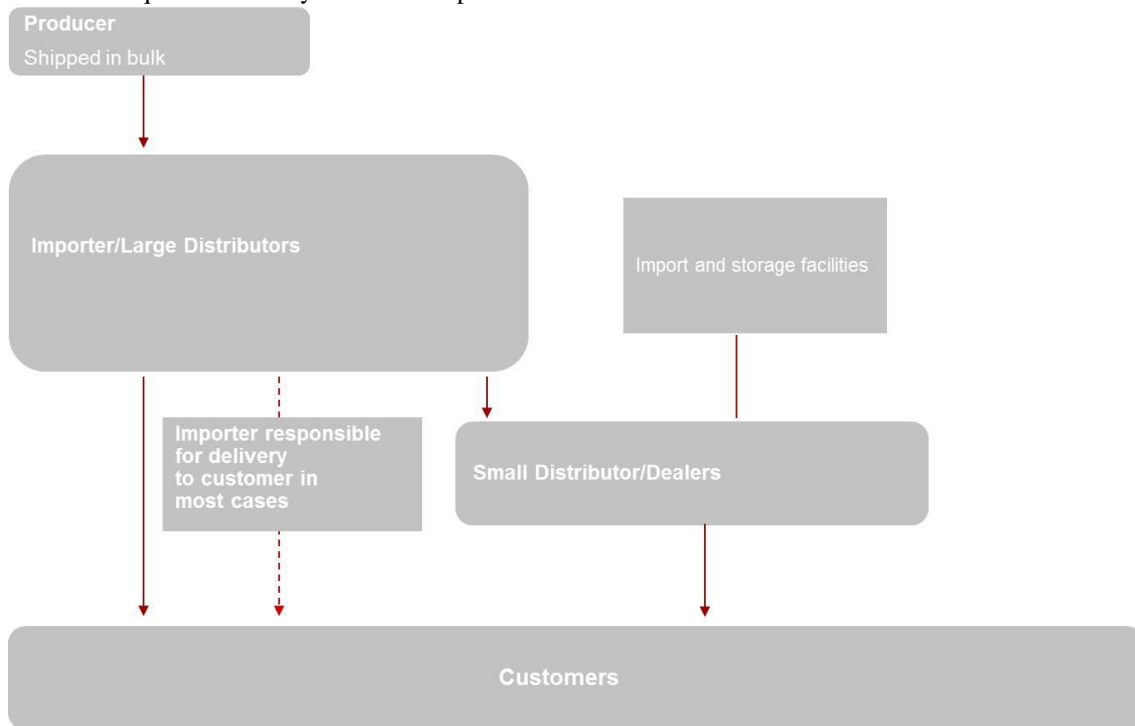 Producer
Shipped in bulk
Importer/Large Distributors
Import and storage facilities
Importer responsible
for delivery
to customer in
most cases
Small Distributor/Dealers
Customers